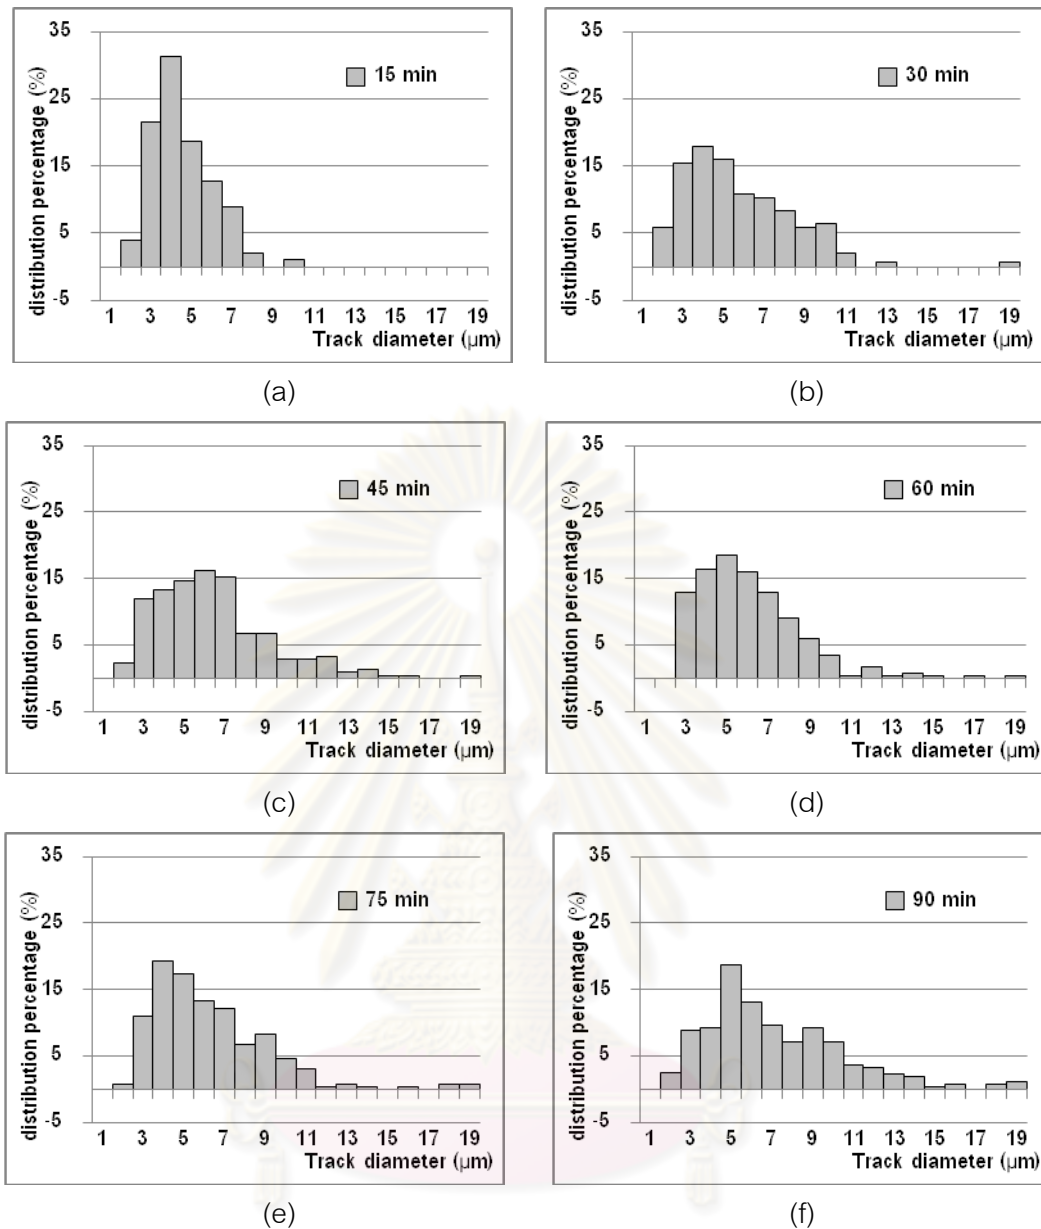 35
25
15
5
-5
distribution percentage (%)
15 min
1 3 5 7 9 11 13 15 17 19
Track diameter (µm)
(a)
35
25
15
5
-5
distribution percentage (%)
30 min
1 3 5 7 9 11 13 15 17 19
Track diameter (µm)
(b)
35
25
15
5
-5
distribution percentage (%)
45 min
1 3 5 7 9 11 13 15 17 19
Track diameter (µm)
(c)
35
25
15
5
-5
distribution percentage (%)
60 min
1 3 5 7 9 11 13 15 17 19
Track diameter (µm)
(d)
35
25
15
5
-5
distribution percentage (%)
75 min
1 3 5 7 9 11 13 15 17 19
Track diameter (µm)
(e)
35
25
15
5
-5
distribution percentage (%)
90 min
1 3 5 7 9 11 13 15 17 19
Track diameter (µm)
(f)